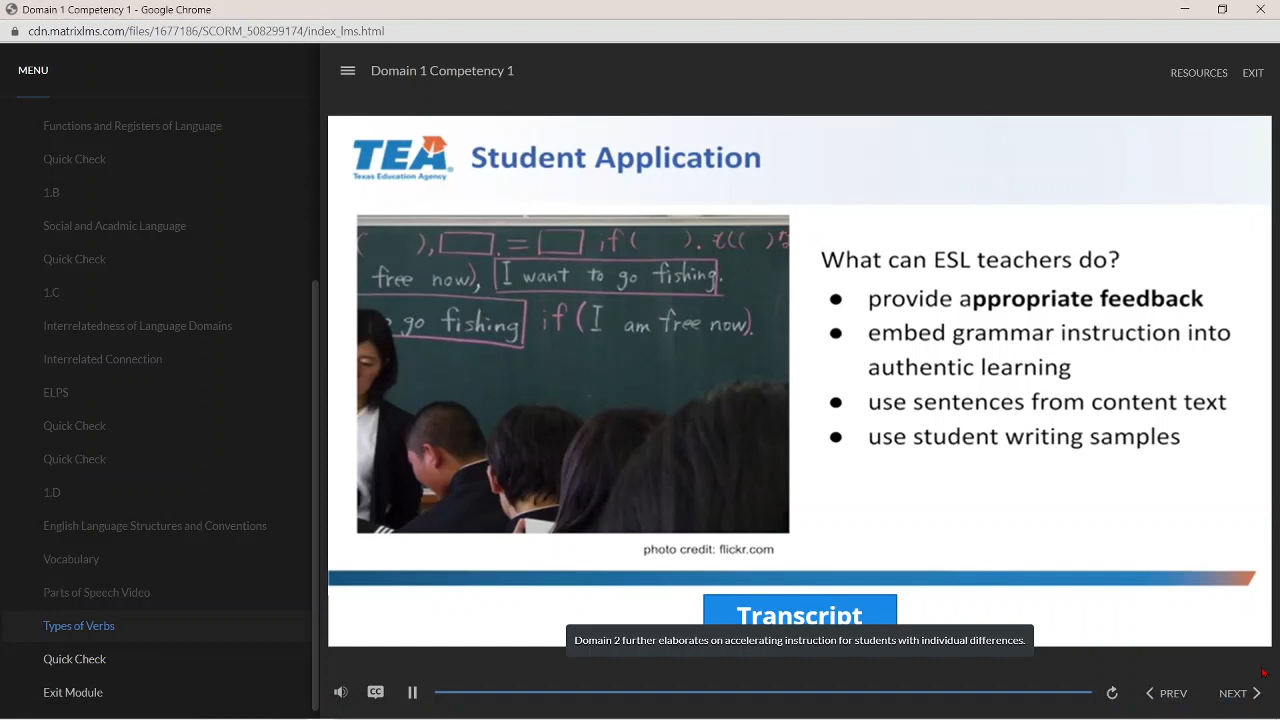 Domain 1 Competency 1 - Google Chrome
cdn.matrixlms.com/files/1677186/SCORM_508299174/index_lms.html
MENU
Domain 1 Competency 1
RESOURCES
EXIT
Functions and Registers of Language
Quick Check
1.B
Social and Acadmic Language
Quick Check
1.C
Interrelatedness of Language Domains
Interrelated Connection
ELPS
Quick Check
Quick Check
1.D
English Language Structures and Conventions
Vocabulary
Parts of Speech Video
Types of Verbs
Quick Check
Exit Module
TEA
Texas Education Agency
Student Application
= if ( ).
free now), I want to go fishing.
go fishing if (I am free now).
photo credit: flickr.com
What can ESL teachers do?
● provide appropriate feedback
● embed grammar instruction into
authentic learning
● use sentences from content text
● use student writing samples
Transcript
Domain 2 further elaborates on accelerating instruction for students with individual differences.
CC
PREV
NEXT